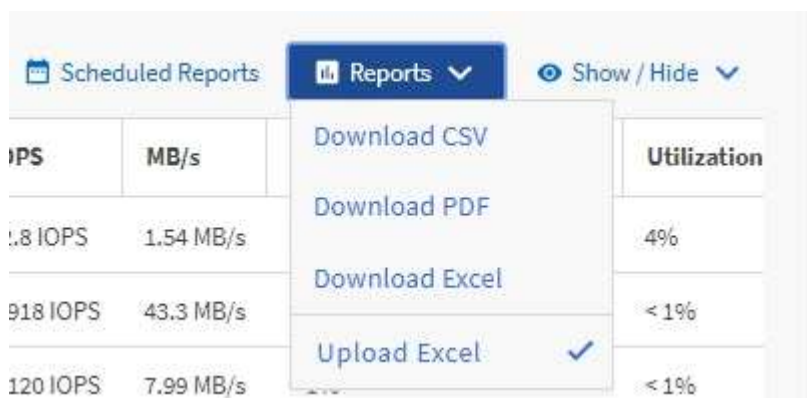 Scheduled Reports Reports Show / Hide
MB/s Utilization
Download CSV
Download PDF
1.54 MB/s 4%
Download Excel
918 IOPS 43.3 MB/s < 1%
Upload Excel
120 IOPS 7.99 MB/s < 1%